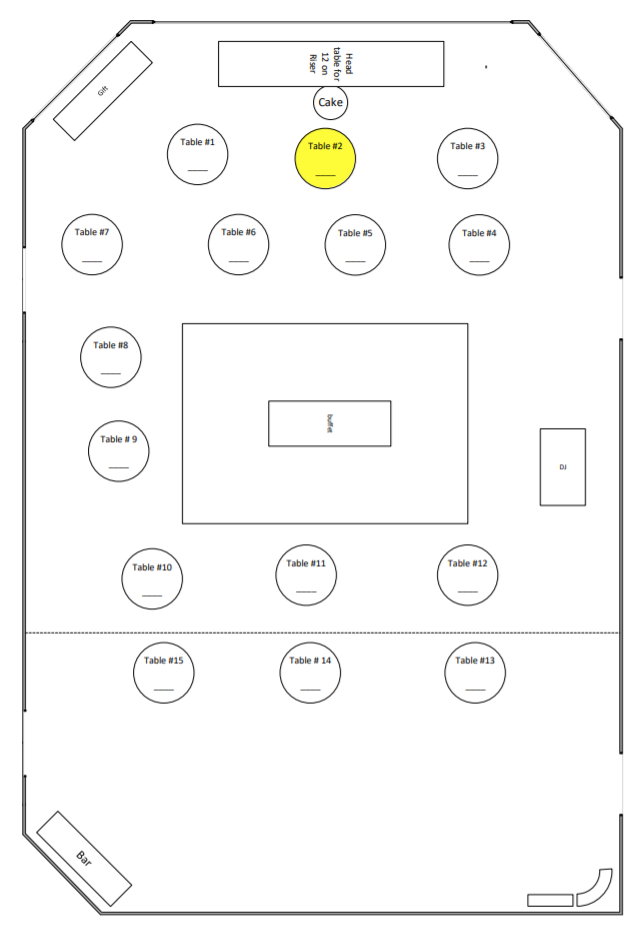 Head
table for
12 on
Riser
Gift
Cake
Table #1
____
Table #2
____
Table #3
____
Table #7
____
Table #6
____
Table #5
____
Table #4
____
Table #8
____
buffet
Table # 9
____
DJ
Table #10
____
Table #11
____
Table #12
____
Table #15
____
Table # 14
____
Table #13
____
Bar